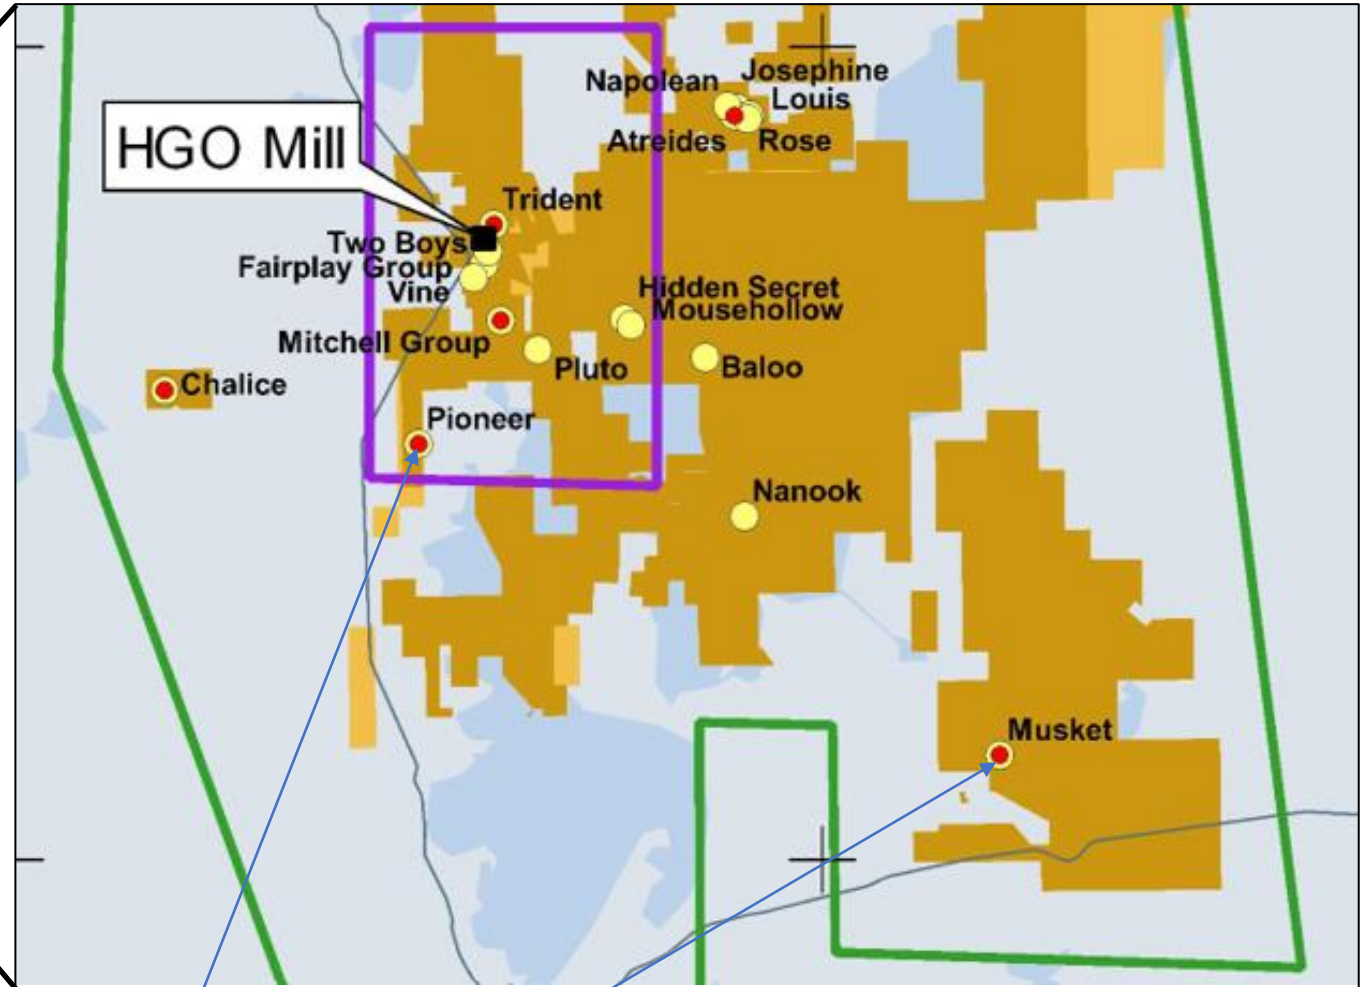 Napolean
Josephine
Louis
Atreides
Rose
HGO Mill
Trident
Two Boys
Fairplay Group
Vine
Hidden Secret
Mousehollow
Mitchell Group
Pluto
Baloo
Chalice
Pioneer
Nanook
Musket